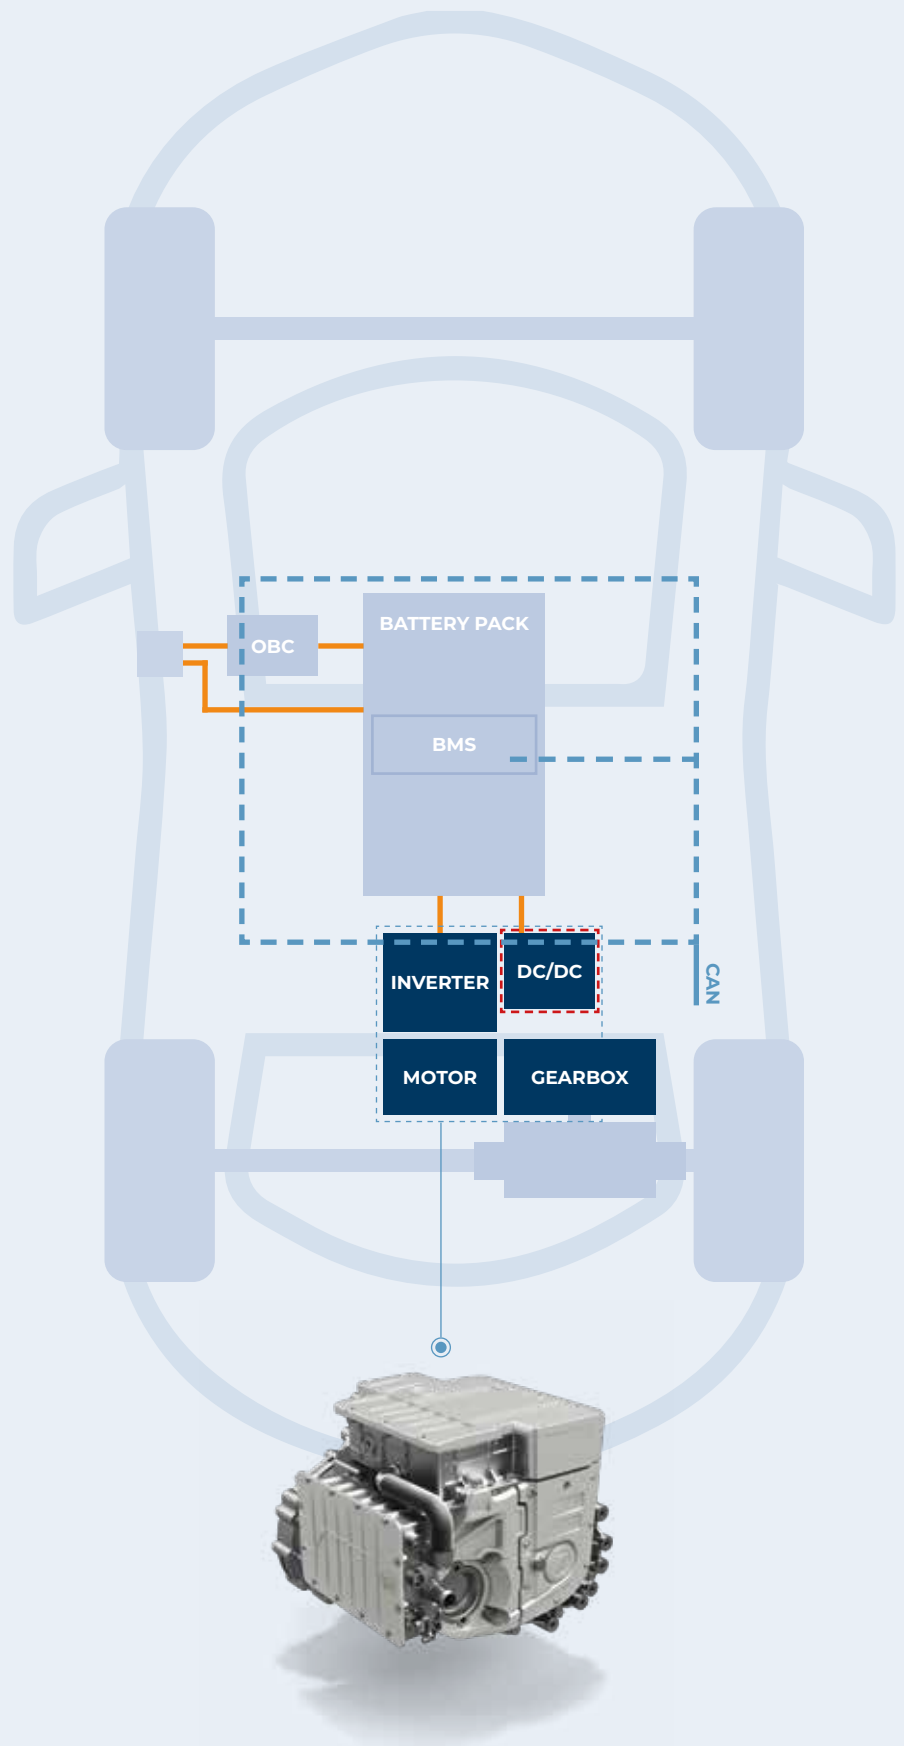 BATTERY PACK
OBC
BMS
INVERTER
DC/DC
CAN
MOTOR
GEARBOX